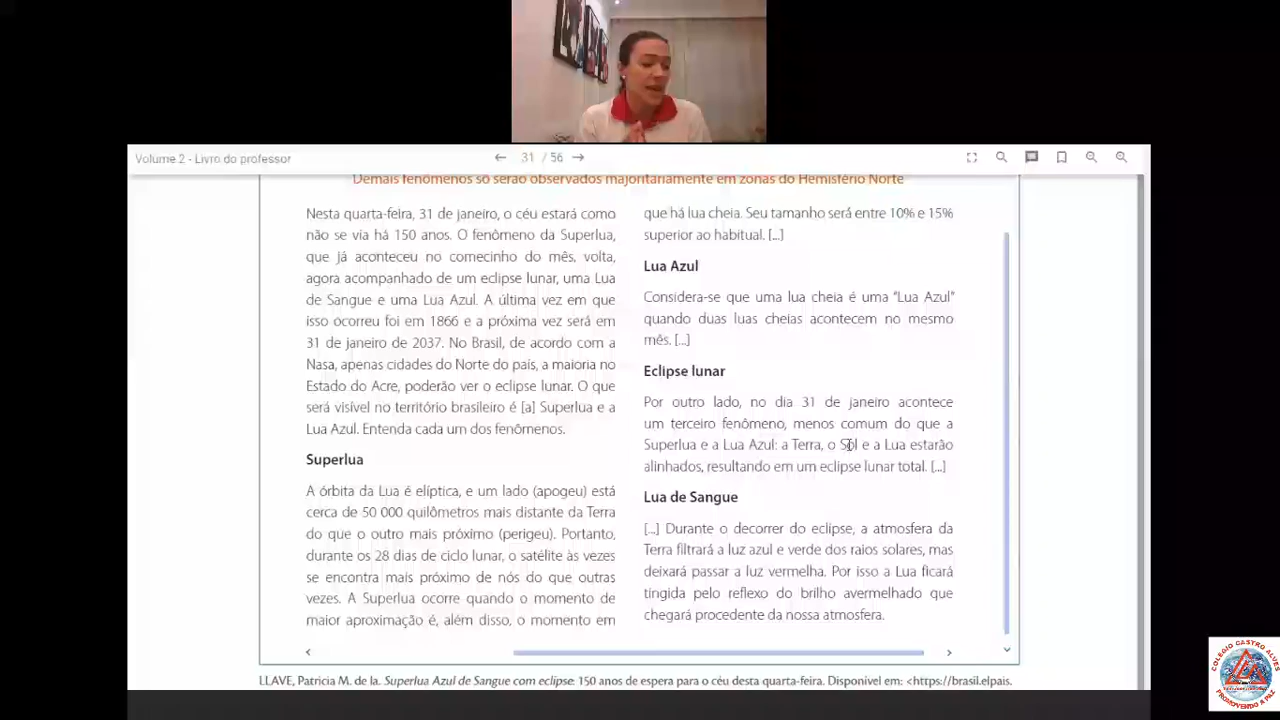 Volume 2 - Livro do professor
31 / 56
Demais fenômenos só serão observados majoritariamente em zonas do Hemisfério Norte
Nesta quarta-feira, 31 de janeiro, o céu estará como
não se via há 150 anos. O fenômeno da Superlua,
que já aconteceu no comecinho do mês, volta,
agora acompanhado de um eclipse lunar, uma Lua
de Sangue e uma Lua Azul. A última vez em que
isso ocorreu foi em 1866 e a próxima vez será em
31 de janeiro de 2037. No Brasil, de acordo com a
Nasa, apenas cidades do Norte do país, a maioria no
Estado do Acre, poderão ver o eclipse lunar. O que
será visível no território brasileiro é [a] Superlua e a
Lua Azul. Entenda cada um dos fenômenos.
Superlua
A órbita da Lua é elíptica, e um lado (apogeu) está
cerca de 50 000 quilômetros mais distante da Terra
do que o outro mais próximo (perigeu). Portanto,
durante os 28 dias de ciclo lunar, o satélite às vezes
se encontra mais próximo de nós do que outras
vezes. A Superlua ocorre quando o momento de
maior aproximação é, além disso, o momento em
que há lua cheia. Seu tamanho será entre 10% e 15%
superior ao habitual. [...]
Lua Azul
Considera-se que uma lua cheia é uma “Lua Azul”
quando duas luas cheias acontecem no mesmo
mês. [...]
Eclipse lunar
Por outro lado, no dia 31 de janeiro acontece
um terceiro fenômeno, menos comum do que a
Superlua e a Lua Azul: a Terra, o Sol e a Lua estarão
alinhados, resultando em um eclipse lunar total. [...]
Lua de Sangue
[...] Durante o decorrer do eclipse, a atmosfera da
Terra filtrará a luz azul e verde dos raios solares, mas
deixará passar a luz vermelha. Por isso a Lua ficará
tingida pelo reflexo do brilho avermelhado que
chegará procedente da nossa atmosfera.
LLAVE, Patricia M. de la. Superlua Azul de Sangue com eclipse: 150 anos de espera para o céu desta quarta-feira. Disponível em: <https://brasil.elpais.
COLÉGIO CASTRO ALVES
PROMOVENDO A PAZ